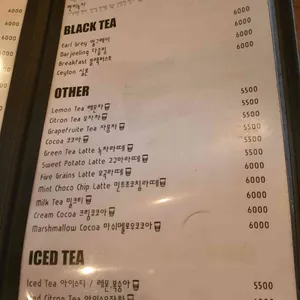 6000
BLACK TEA 6000
Earl Grey 얼그레이 6000
Darjeeling 다즐링 6000
Breakfast 블랙퍼스트
Ceylon 실론
OTHER
Lemon Tea 레몬차 5500
Citron Tea 유자차 5500
Grapefruite Tea 자몽차 5500
Cocoa 코코아 5500
Green Tea Latte 녹차라떼 5500
Sweet Potato Latte 고구마라떼 6000
Five Grains Latte 오곡라떼 6000
Mint Choco Chip Latte 민트초코칩라떼 6000
Milk Tea 밀크티 6000
Cream Cocoa 크림코코아 6000
Marshmallow Cocoa 마쉬멜로우코코아 6000
ICED TEA
Iced Tea 아이스티 / 레몬,복숭아 5500
Iced Citron Tea 6000